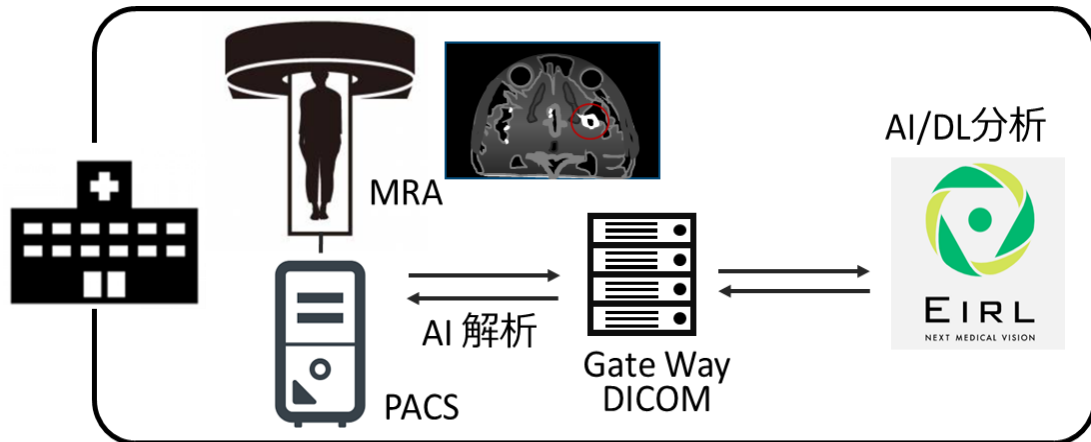 MRA
AI/DL分析
EIRL
NEXT MEDICAL VISION
AI 解析
Gate Way
DICOM
PACS